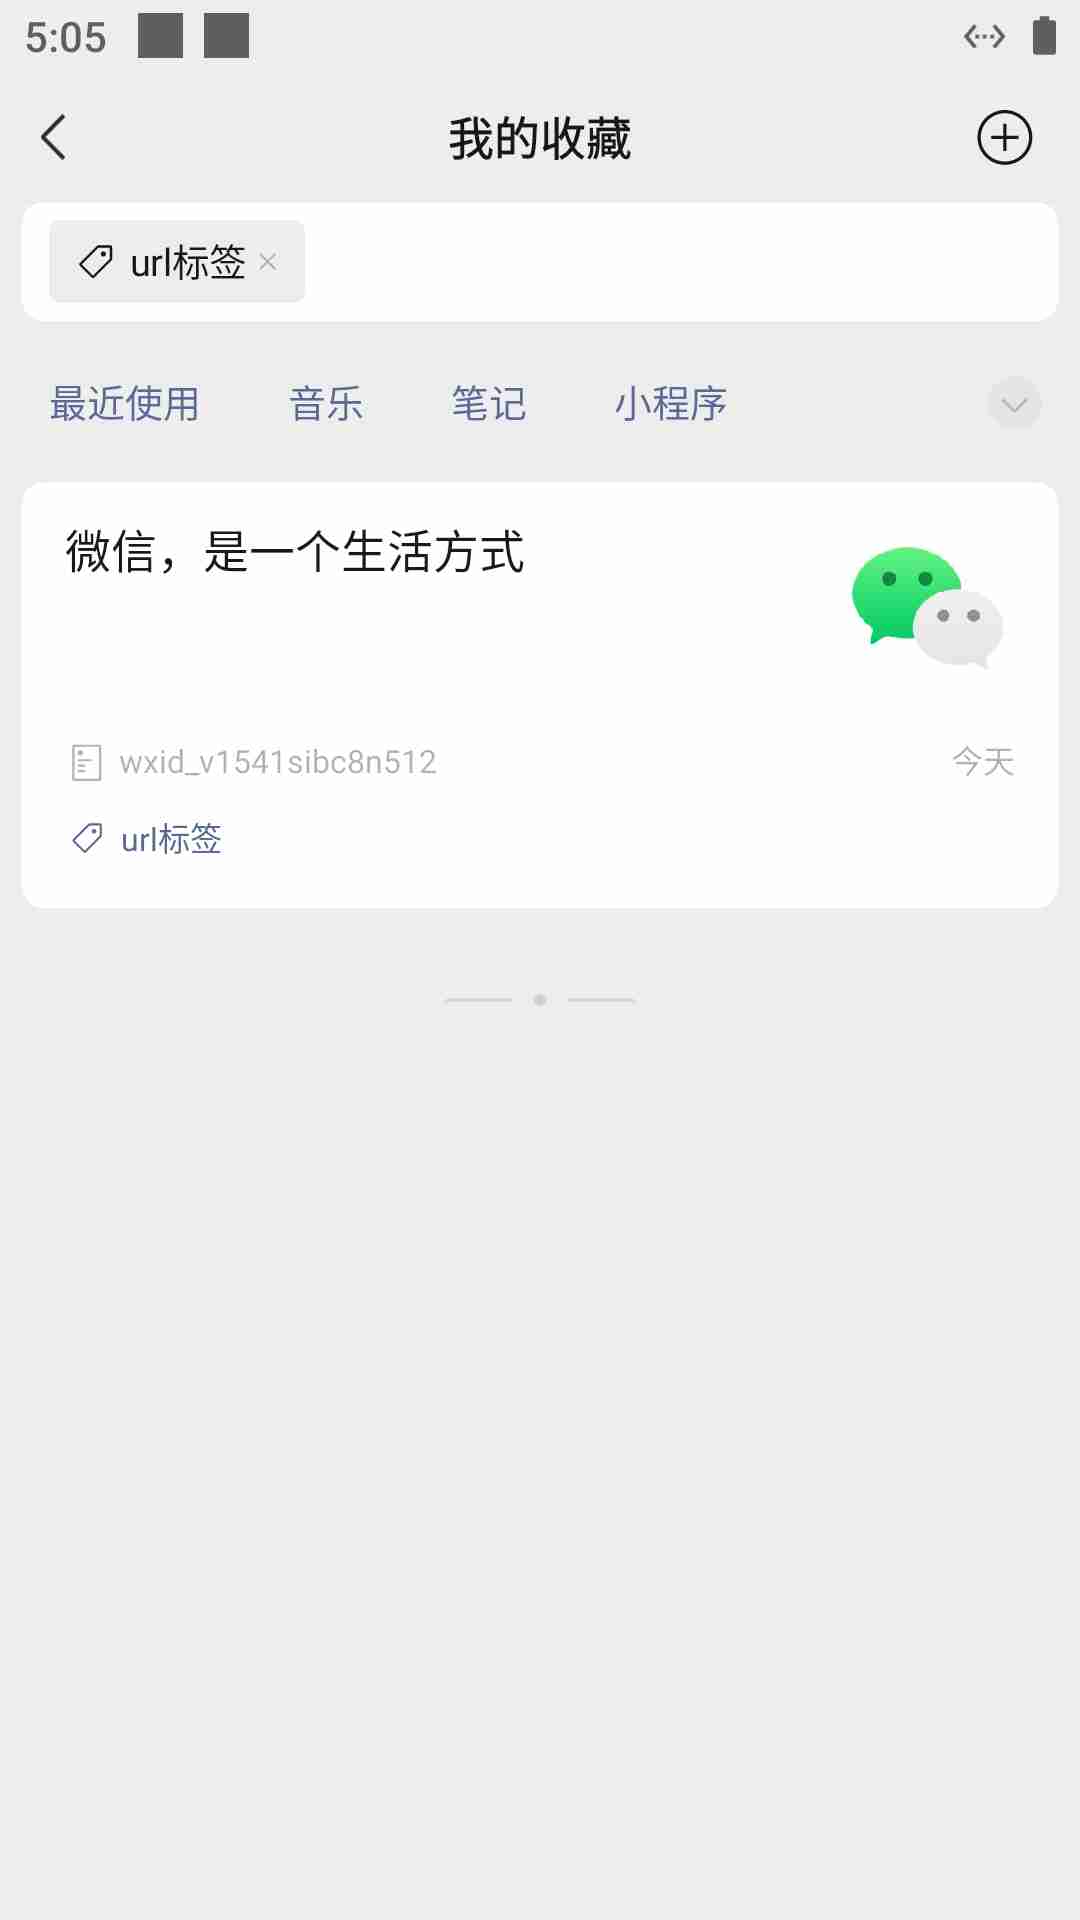 5:05
我的收藏
url标签
最近使用 音乐 笔记 小程序
微信，是一个生活方式
wxid_v1541sibc8n512 今天
url标签